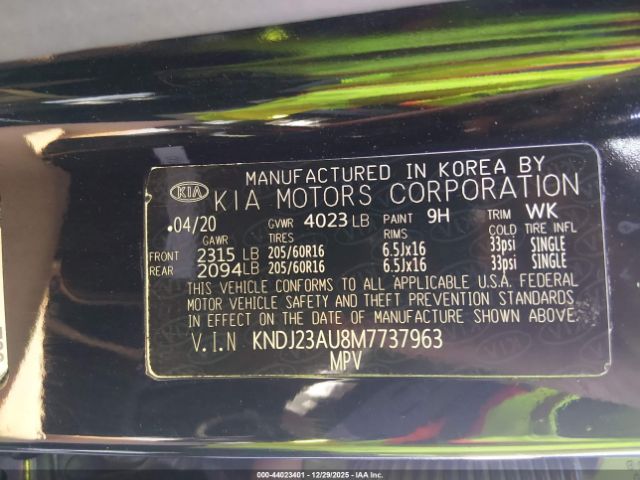 MANUFACTURED IN KOREA BY
KIA KIA MOTORS CORPORATION
.04/20 GVWR 4023 LB PAINT 9H TRIM WK
GAWR TIRES RIMS COLD TIRE INFL
FRONT 2315 LB 205/60R16 6.5Jx16 33psi SINGLE
REAR 2094 LB 205/60R16 6.5Jx16 33psi SINGLE
THIS VEHICLE CONFORMS TO ALL APPLICABLE U.S.A. FEDERAL
MOTOR VEHICLE SAFETY AND THEFT PREVENTION STANDARDS
IN EFFECT ON THE DATE OF MANUFACTURE SHOWN ABOVE.
V.I.N KNDJ23AU8M7737963
MPV
000-44023401 - 12/29/2025 - IAAI